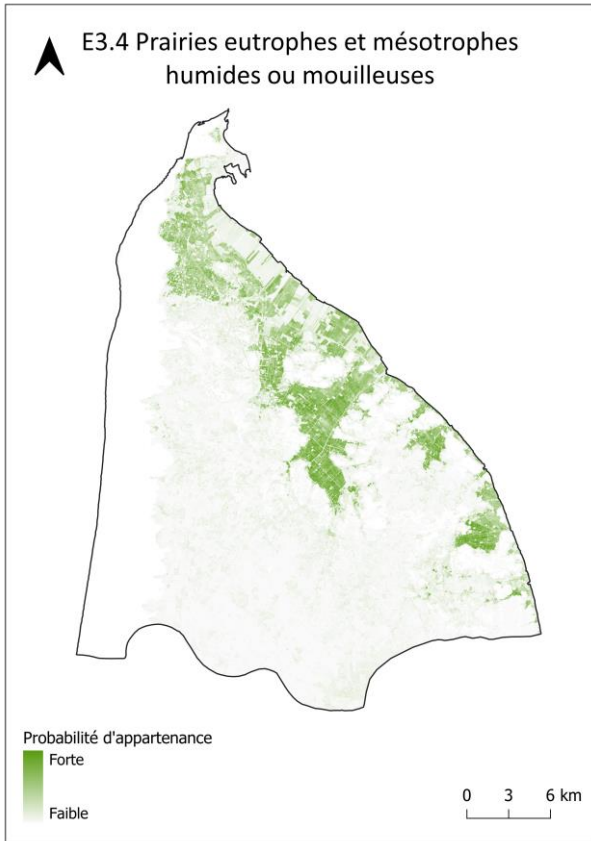 E3.4 Prairies eutrophes et mésotrophes
humides ou mouilleuses
Probabilité d'appartenance
Forte
Faible
0 3 6 km